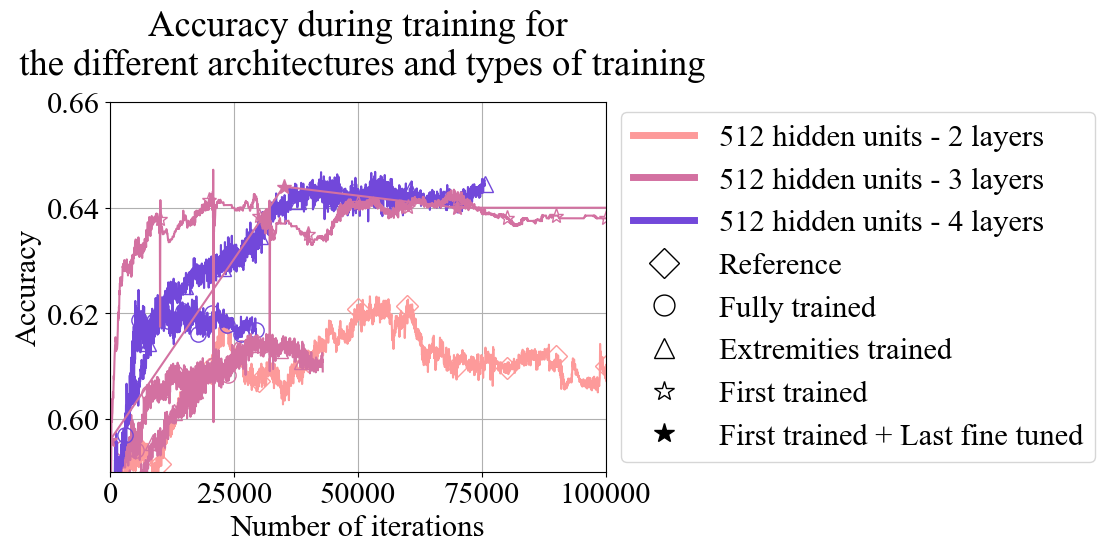 Accuracy during training for
the different architectures and types of training
0.66
0.64
0.62
0.60
Accuracy
0
25000
50000
75000
100000
Number of iterations
512 hidden units - 2 layers
512 hidden units - 3 layers
512 hidden units - 4 layers
Reference
Fully trained
Extremities trained
First trained
First trained + Last fine tuned